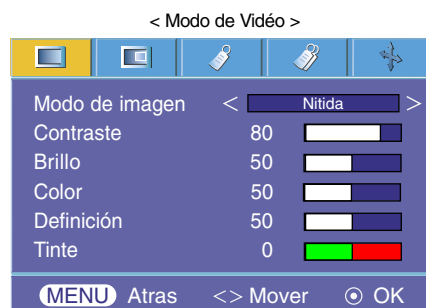 < Modo de Vidéo >
Modo de imagen < Nitida >
Contraste 80
Brillo 50
Color 50
Definición 50
Tinte 0
MENU Atras <> Mover ⊙ OK